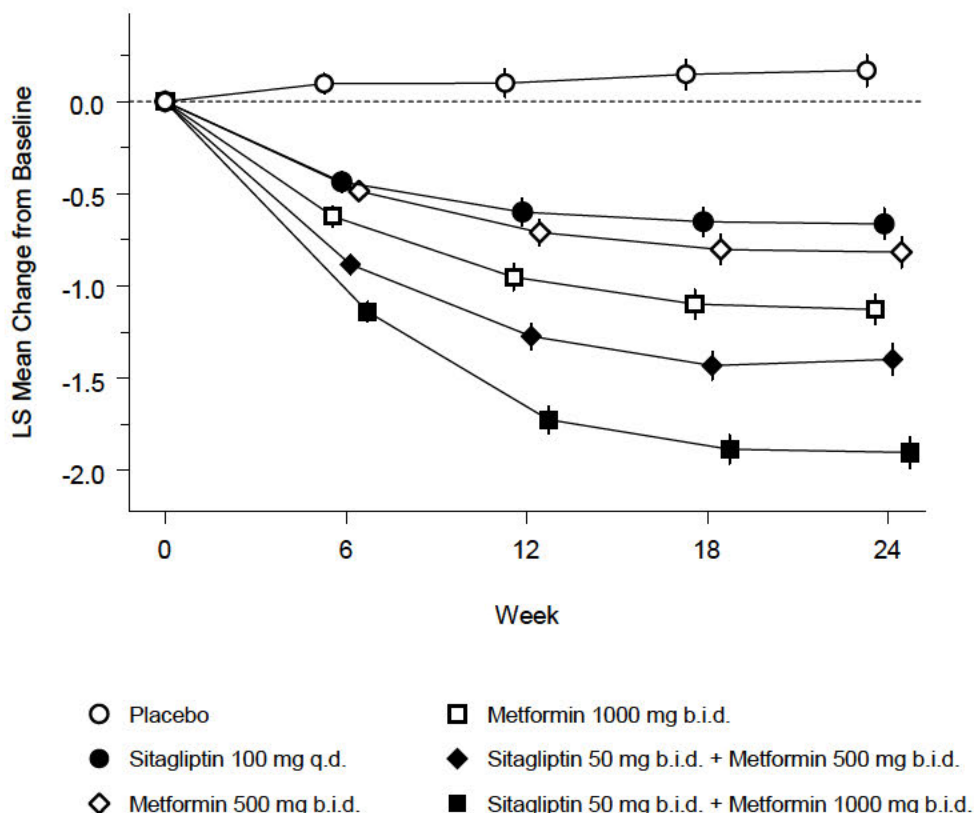 LS Mean Change from Baseline
0.0
-0.5
-1.0
-1.5
-2.0
0 6 12 18 24
Week
Placebo
Sitagliptin 100 mg q.d.
Metformin 500 mg b.i.d.
Metformin 1000 mg b.i.d.
Sitagliptin 50 mg b.i.d. + Metformin 500 mg b.i.d.
Sitagliptin 50 mg b.i.d. + Metformin 1000 mg b.i.d.